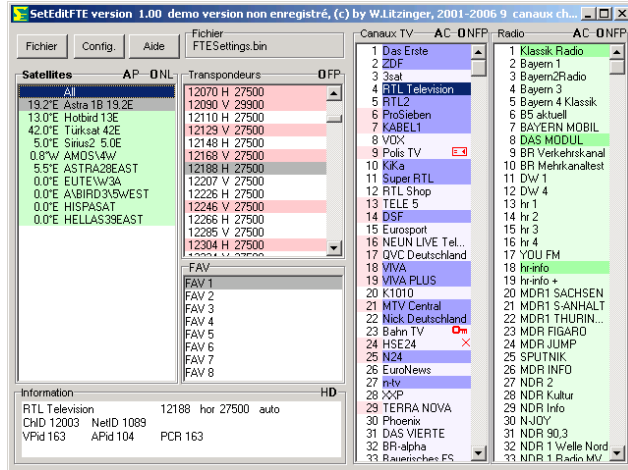 SetEditFTE version 1.00 demo version non enregistré, (c) by W.Litzinger, 2001-2006 9 canaux ch...
Fichier
Config.
Aide
Fichier
FTESettings.bin
Satellites AP ONL
All
19.2°E Astra 1B 19.2E
13.0°E Hotbird 13E
42.0°E Türksat 42E
5.0°E Sirius2 5.0E
0.8°W AMOS\4W
5.5°E ASTRA28EAST
0.0°E EUTE\W3A
0.0°E A\BIRD3\5WEST
0.0°E HISPASAT
0.0°E HELLAS39EAST
Transpondeurs OFP
12070 H 27500
12090 V 29900
12110 H 27500
12129 V 27500
12148 H 27500
12168 V 27500
12188 H 27500
12207 V 27500
12226 H 27500
12246 V 27500
12266 H 27500
12285 V 27500
12304 H 27500
12324 V 27500
FAV
FAV 1
FAV 2
FAV 3
FAV 4
FAV 5
FAV 6
FAV 7
FAV 8
Information HD
RTL Television 12188 hor 27500 auto
ChID 12003 NetID 1089
VPid 163 APid 104 PCR 163
Canaux TV AC ONFP
1 Das Erste
2 ZDF
3 3sat
4 RTL Television
5 RTL2
6 ProSieben
7 KABEL1
8 VOX
9 Polis TV
10 KiKa
11 Super RTL
12 RTL Shop
13 TELE 5
14 DSF
15 Eurosport
16 NEUN LIVE Tel...
17 QVC Deutschland
18 VIVA
19 VIVA PLUS
20 K1010
21 MTV Central
22 Nick Deutschland
23 Bahn TV
24 HSE24
25 N24
26 EuroNews
27 n-tv
28 XXP
29 TERRA NOVA
30 Phoenix
31 DAS VIERTE
32 BR-alpha
33 Bayerisches FS
Radio AC ONFP
1 Klassik Radio
2 Bayern 1
3 Bayern2Radio
4 Bayern 3
5 Bayern 4 Klassik
6 B5 aktuell
7 BAYERN MOBIL
8 DAS MODUL
9 BR Verkehrskanal
10 BR Mehrkanaltest
11 DW 1
12 DW 4
13 hr 1
14 hr 2
15 hr 3
16 hr 4
17 YOU FM
18 hr-info
19 hr-info +
20 MDR1 SACHSEN
21 MDR1 S-ANHALT
22 MDR1 THURIN...
23 MDR FIGARO
24 MDR JUMP
25 SPUTNIK
26 MDR INFO
27 NDR 2
28 NDR Kultur
29 NDR Info
30 N-JOY
31 NDR 90,3
32 NDR 1 Welle Nord
33 NDR 1 Radio MV